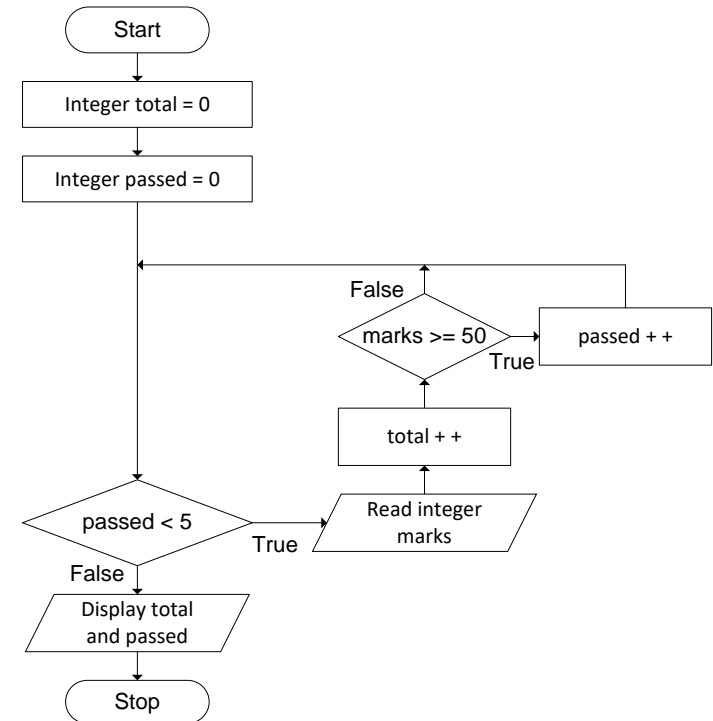 Start
Integer total = 0
Integer passed = 0
passed < 5
True
Read integer
marks
total + +
marks >= 50
True
passed + +
False
False
Display total
and passed
Stop